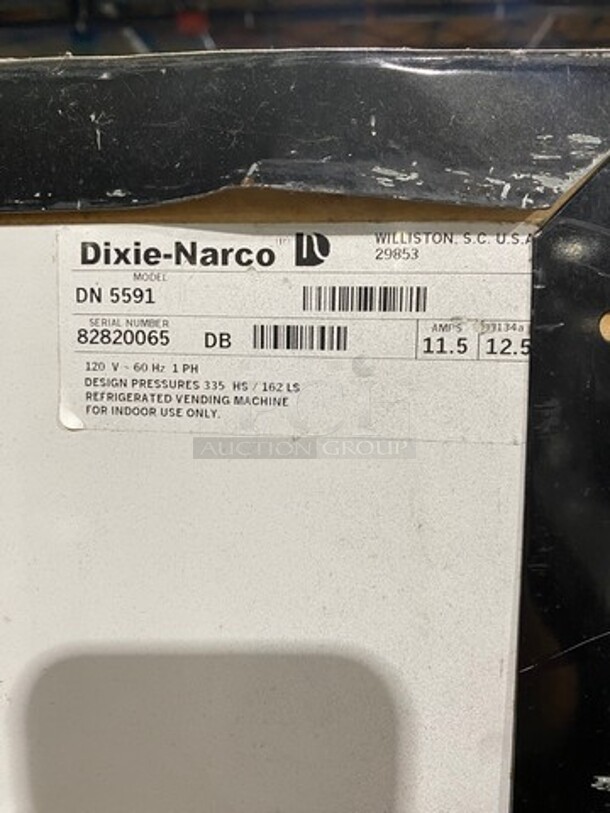 Dixie-Narco
WILLISTON, S.C. U.S.A
29853
MODEL
DN 5591
SERIAL NUMBER
82820065 DB
AMPS
11.5
R134a
12.5
120 V ~ 60 Hz 1 PH
DESIGN PRESSURES 335 HS / 162 LS
REFRIGERATED VENDING MACHINE
FOR INDOOR USE ONLY.
AUCTION GROUP